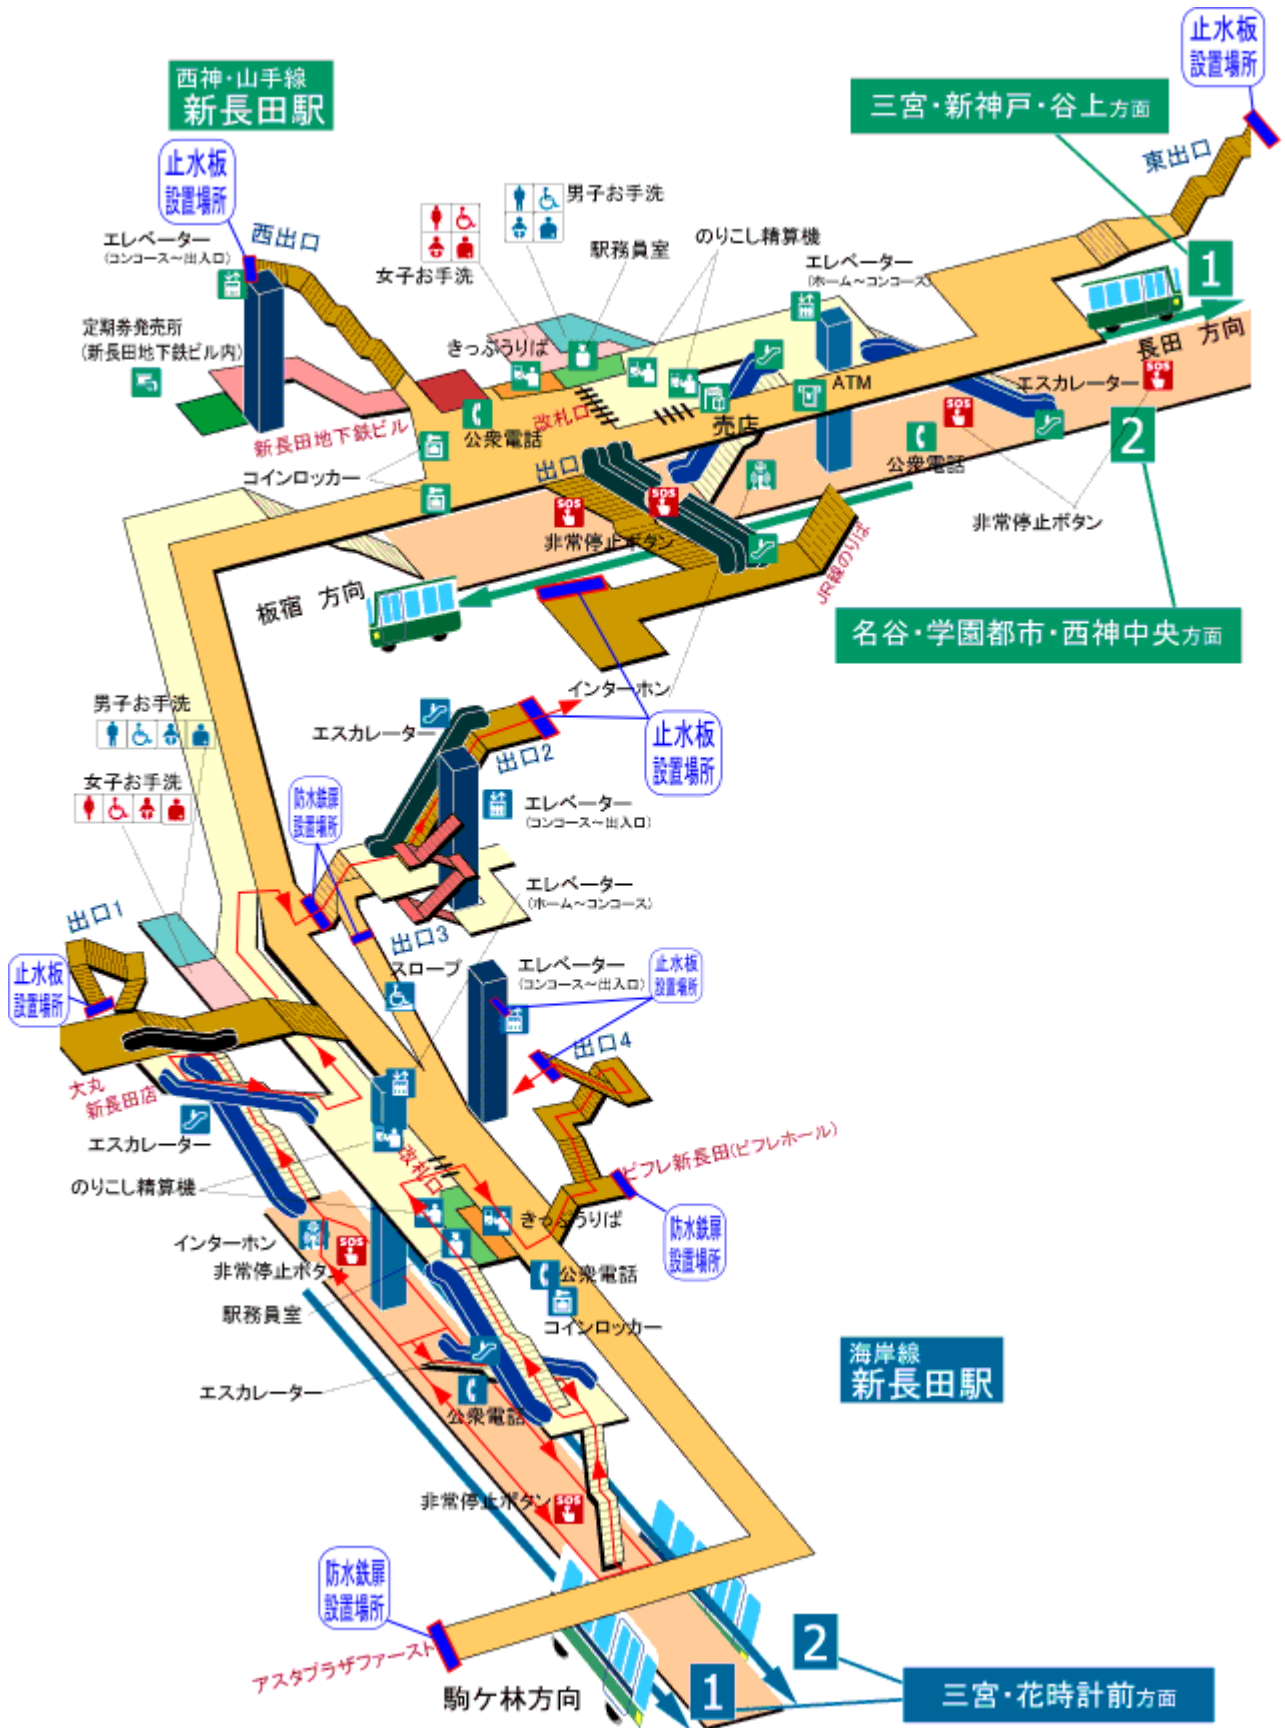 止水板
設置場所
西神・山手線
新長田駅
三宮・新神戸・谷上方面
東出口
止水板
設置場所
男子お手洗
エレベーター
(コンコース～出入口)
西出口
女子お手洗
駅務員室
のりこし精算機
エレベーター
(ホーム～コンコース)
1
定期券発売所
(新長田地下鉄ビル内)
きっぷうりば
長田 方向
ATM
エスカレーター
SOS
改札口
売店
SOS
新長田地下鉄ビル
公衆電話
2
公衆電話
コインロッカー
出口
SOS
SOS
非常停止ボタン
非常停止ボタン
JR線のりば
板宿 方向
名谷・学園都市・西神中央方面
インターホン
男子お手洗
エスカレーター
止水板
設置場所
出口2
女子お手洗
防水鉄扉
設置場所
エレベーター
(コンコース～出入口)
エレベーター
(ホーム～コンコース)
出口1
出口3
スロープ
エレベーター
(コンコース～出入口)
止水板
設置場所
止水板
設置場所
出口4
大丸
新長田店
エスカレーター
改札口
ピフレ新長田(ピフレホール)
のりこし精算機
きっぷうりば
防水鉄扉
設置場所
インターホン
SOS
非常停止ボタン
公衆電話
駅務員室
コインロッカー
海岸線
新長田駅
エスカレーター
公衆電話
非常停止ボタン
SOS
防水鉄扉
設置場所
アスタプラザファースト
2
1
駒ケ林方向
三宮・花時計前方面